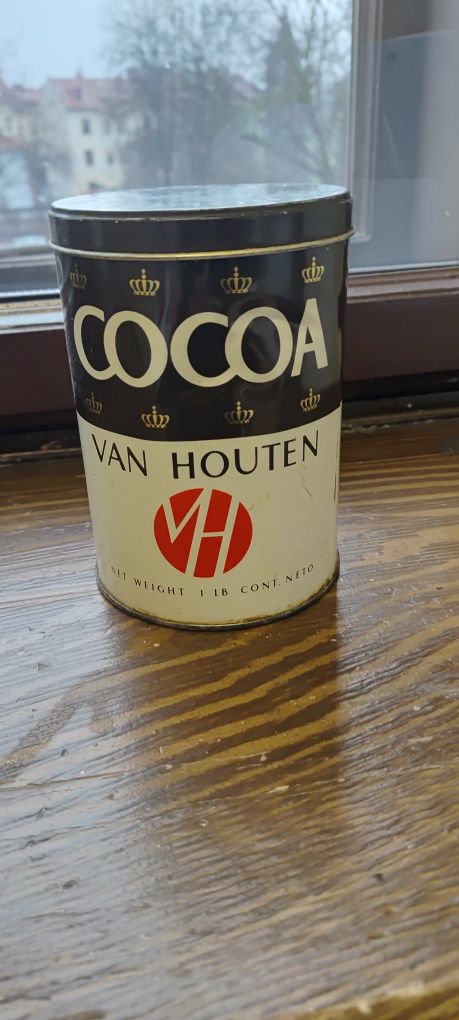 COCOA
VAN HOUTEN
VH
NET WEIGHT 1 LB CONT. NETO